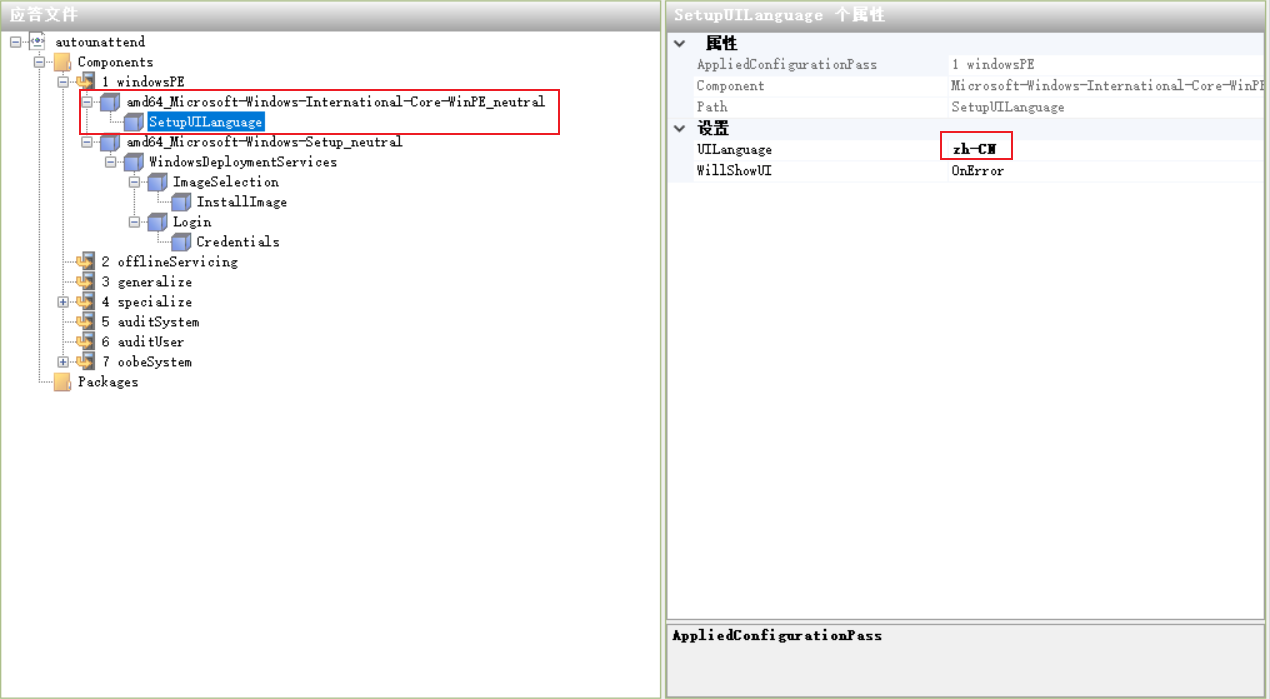 应答文件
autounattend
Components
1 windowsPE
amd64_Microsoft-Windows-International-Core-WinPE_neutral
SetupUILanguage
amd64_Microsoft-Windows-Setup_neutral
WindowsDeploymentServices
ImageSelection
InstallImage
Login
Credentials
2 offlineServicing
3 generalize
4 specialize
5 auditSystem
6 auditUser
7 oobeSystem
Packages
SetupUILanguage 个属性
属性
AppliedConfigurationPass 1 windowsPE
Component Microsoft-Windows-International-Core-WinPE
Path SetupUILanguage
设置
UILanguage zh-CN
WillShowUI OnError
AppliedConfigurationPass